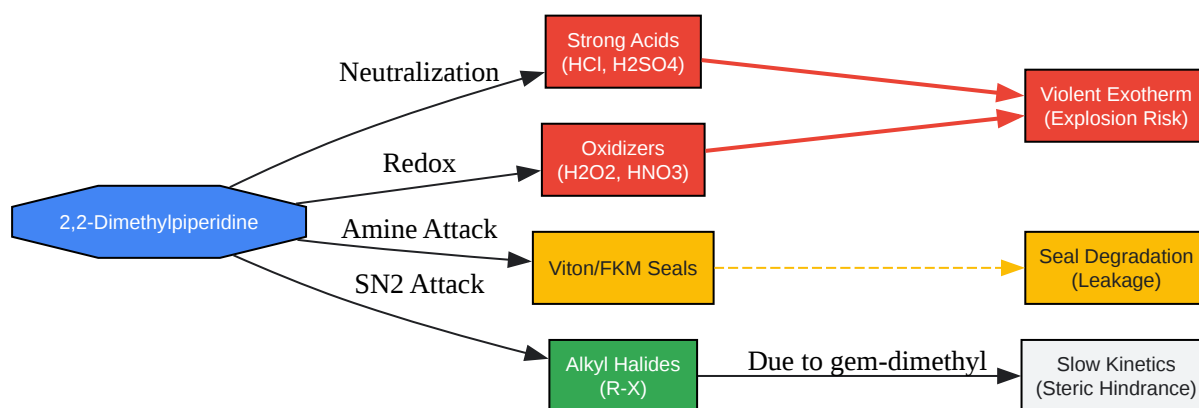 Strong Acids
(HCl, H2SO4)
Neutralization
Violent Exotherm
(Explosion Risk)
Oxidizers
(H2O2, HNO3)
Redox
2,2-Dimethylpiperidine
Amine Attack
Viton/FKM Seals
Seal Degradation
(Leakage)
SN2 Attack
Alkyl Halides
(R-X)
Due to gem-dimethyl
Slow Kinetics
(Steric Hindrance)